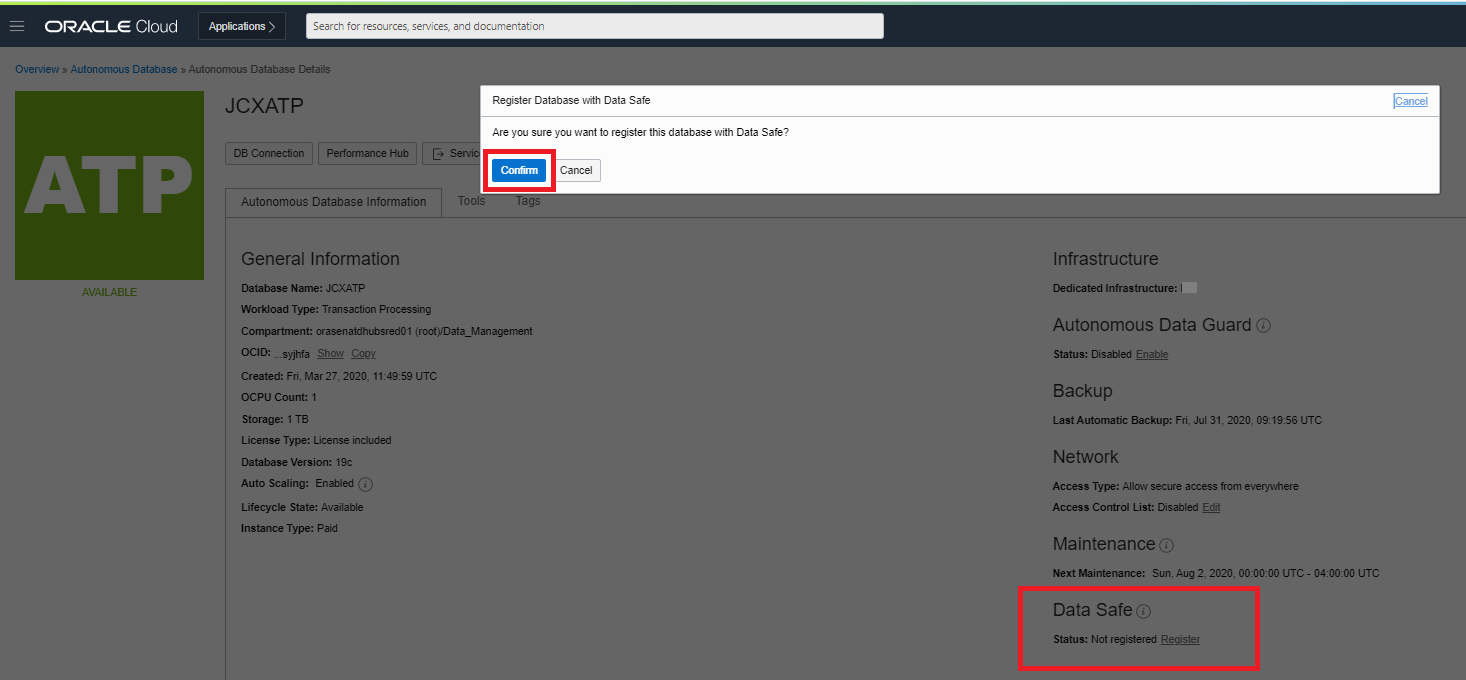 ORACLE Cloud
Applications >
Search for resources, services, and documentation
Overview » Autonomous Database » Autonomous Database Details
ATP
AVAILABLE
JCXATP
DB Connection
Performance Hub
Servic
Register Database with Data Safe
Cancel
Are you sure you want to register this database with Data Safe?
Confirm
Cancel
Autonomous Database Information
Tools
Tags
General Information
Database Name: JCXATP
Workload Type: Transaction Processing
Compartment: orasenatdhubsred01 (root)/Data_Management
OCID: ...syjhfa Show Copy
Created: Fri, Mar 27, 2020, 11:49:59 UTC
OCPU Count: 1
Storage: 1 TB
License Type: License included
Database Version: 19c
Auto Scaling: Enabled
Lifecycle State: Available
Instance Type: Paid
Infrastructure
Dedicated Infrastructure:
Autonomous Data Guard
Status: Disabled Enable
Backup
Last Automatic Backup: Fri, Jul 31, 2020, 09:19:56 UTC
Network
Access Type: Allow secure access from everywhere
Access Control List: Disabled Edit
Maintenance
Next Maintenance: Sun, Aug 2, 2020, 00:00:00 UTC - 04:00:00 UTC
Data Safe
Status: Not registered Register